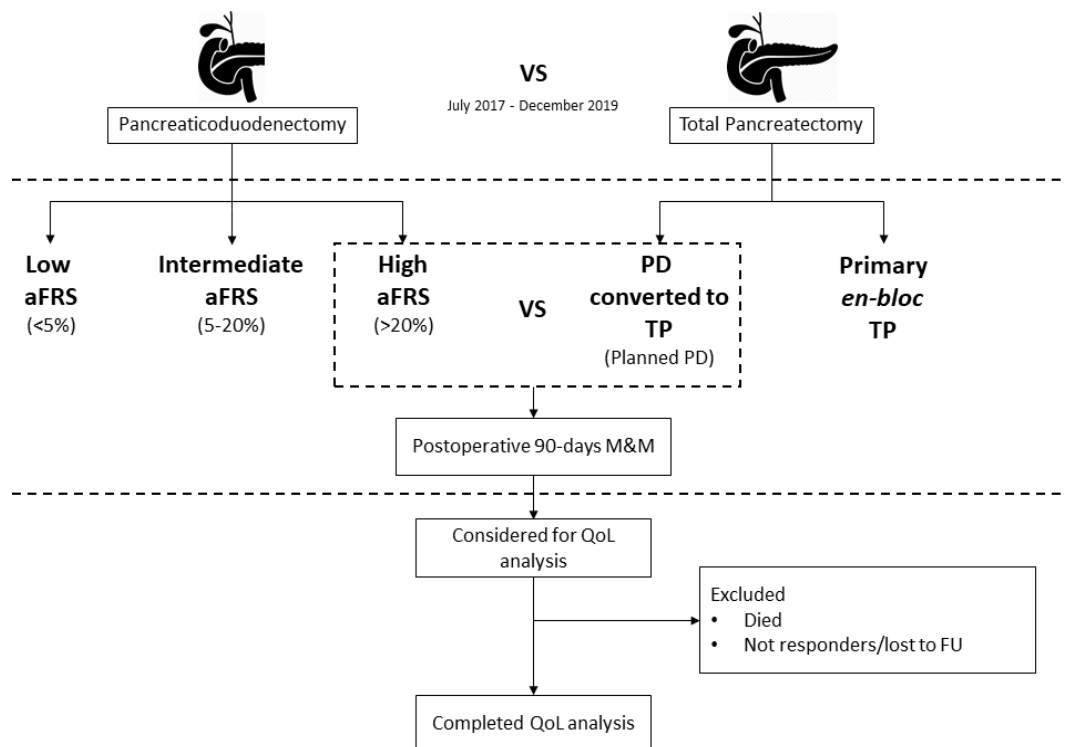 VS
July 2017 - December 2019
Pancreaticoduodenectomy
Total Pancreatectomy
Low
aFRS
(<5%)
Intermediate
aFRS
(5-20%)
High
aFRS
(>20%)
VS
PD
converted to
TP
(Planned PD)
Primary
en-bloc
TP
Postoperative 90-days M&M
Considered for QoL
analysis
Excluded
• Died
• Not responders/lost to FU
Completed QoL analysis